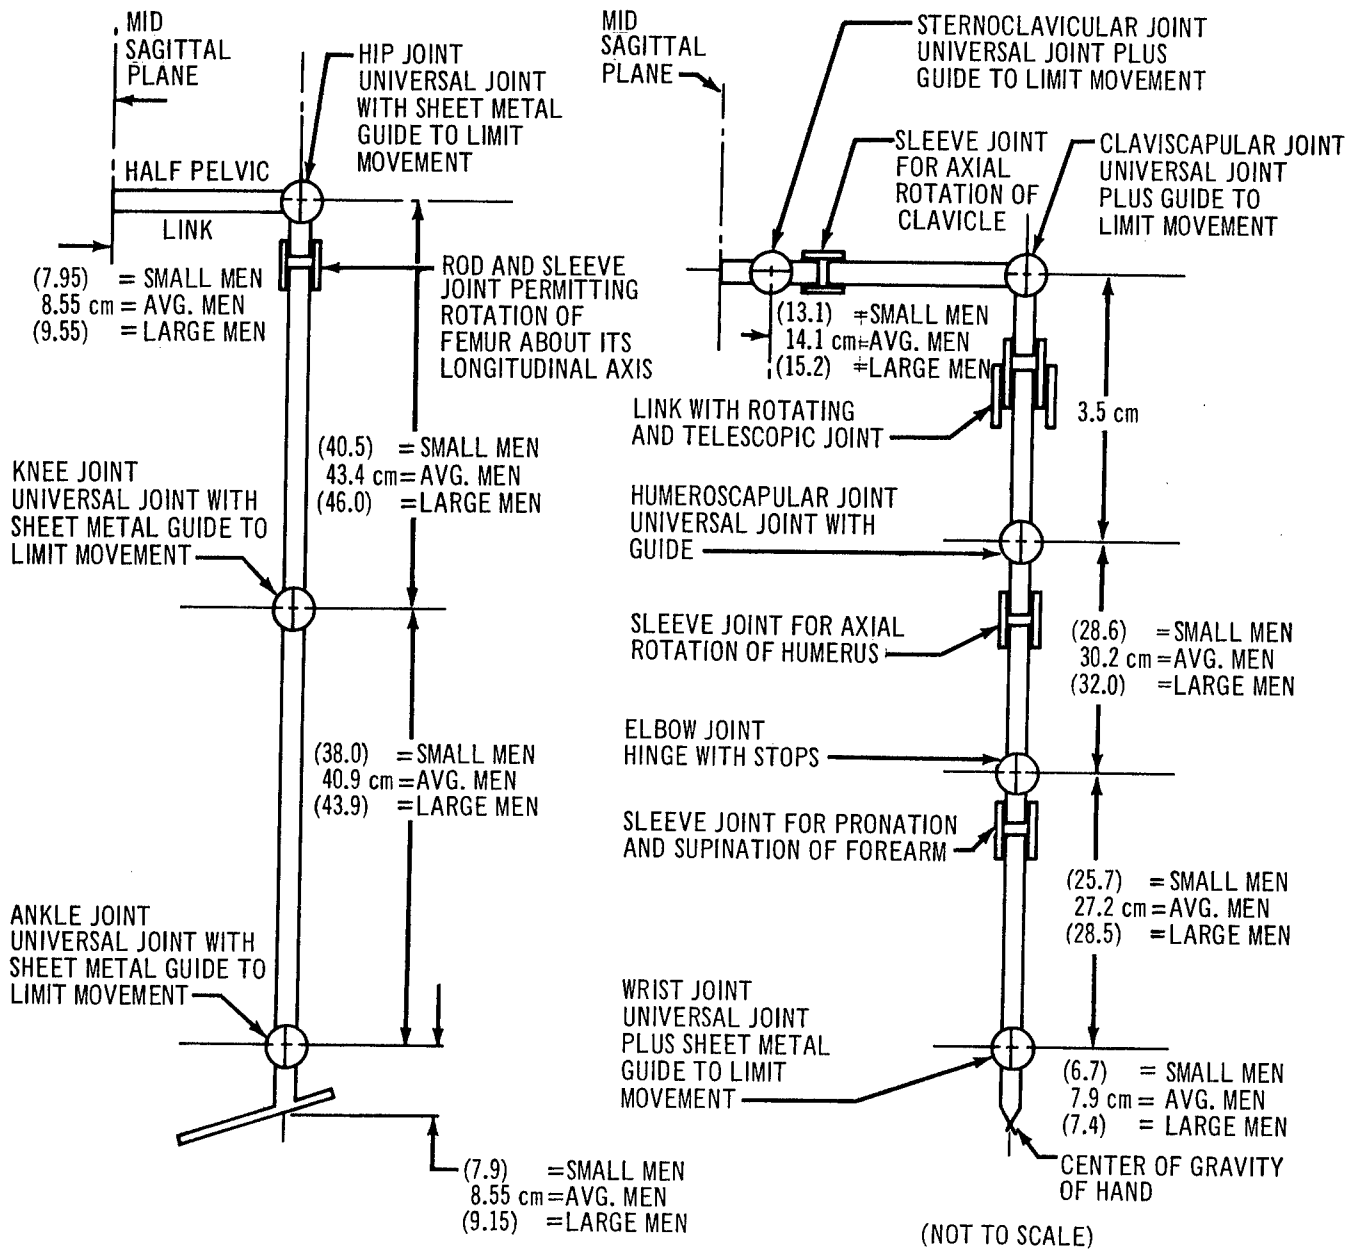 MID
SAGITTAL
PLANE
HIP JOINT
UNIVERSAL JOINT
WITH SHEET METAL
GUIDE TO LIMIT
MOVEMENT
HALF PELVIC
LINK
(7.95) = SMALL MEN
8.55 cm = AVG. MEN
(9.55) = LARGE MEN
ROD AND SLEEVE
JOINT PERMITTING
ROTATION OF
FEMUR ABOUT ITS
LONGITUDINAL AXIS
(40.5) = SMALL MEN
43.4 cm = AVG. MEN
(46.0) = LARGE MEN
KNEE JOINT
UNIVERSAL JOINT WITH
SHEET METAL GUIDE TO
LIMIT MOVEMENT
(38.0) = SMALL MEN
40.9 cm = AVG. MEN
(43.9) = LARGE MEN
ANKLE JOINT
UNIVERSAL JOINT WITH
SHEET METAL GUIDE TO
LIMIT MOVEMENT
(7.9) = SMALL MEN
8.55 cm = AVG. MEN
(9.15) = LARGE MEN
MID
SAGITTAL
PLANE
STERNOCLAVICULAR JOINT
UNIVERSAL JOINT PLUS
GUIDE TO LIMIT MOVEMENT
SLEEVE JOINT
FOR AXIAL
ROTATION OF
CLAVICLE
CLAVISCAPULAR JOINT
UNIVERSAL JOINT
PLUS GUIDE TO
LIMIT MOVEMENT
(13.1) = SMALL MEN
14.1 cm = AVG. MEN
(15.2) = LARGE MEN
LINK WITH ROTATING
AND TELESCOPIC JOINT
3.5 cm
HUMEROSCAPULAR JOINT
UNIVERSAL JOINT WITH
GUIDE
SLEEVE JOINT FOR AXIAL
ROTATION OF HUMERUS
(28.6) = SMALL MEN
30.2 cm = AVG. MEN
(32.0) = LARGE MEN
ELBOW JOINT
HINGE WITH STOPS
SLEEVE JOINT FOR PRONATION
AND SUPINATION OF FOREARM
(25.7) = SMALL MEN
27.2 cm = AVG. MEN
(28.5) = LARGE MEN
WRIST JOINT
UNIVERSAL JOINT
PLUS SHEET METAL
GUIDE TO LIMIT
MOVEMENT
(6.7) = SMALL MEN
7.9 cm = AVG. MEN
(7.4) = LARGE MEN
CENTER OF GRAVITY
OF HAND
(NOT TO SCALE)